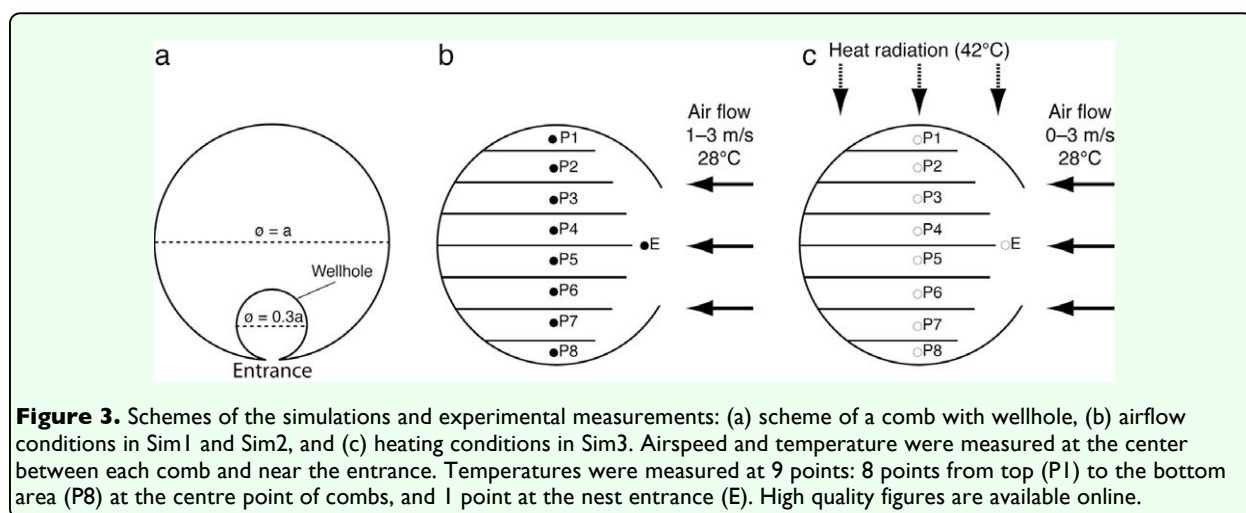 a
b
c
Heat radiation (42°C)
Air flow
1–3 m/s
28°C
Air flow
0–3 m/s
28°C
ø = a
Wellhole
ø = 0.3a
Entrance
P1
P2
P3
P4
E
P5
P6
P7
P8
P1
P2
P3
P4
E
P5
P6
P7
P8
Figure 3. Schemes of the simulations and experimental measurements: (a) scheme of a comb with wellhole, (b) airflow
conditions in Sim1 and Sim2, and (c) heating conditions in Sim3. Airspeed and temperature were measured at the center
between each comb and near the entrance. Temperatures were measured at 9 points: 8 points from top (P1) to the bottom
area (P8) at the centre point of combs, and 1 point at the nest entrance (E). High quality figures are available online.